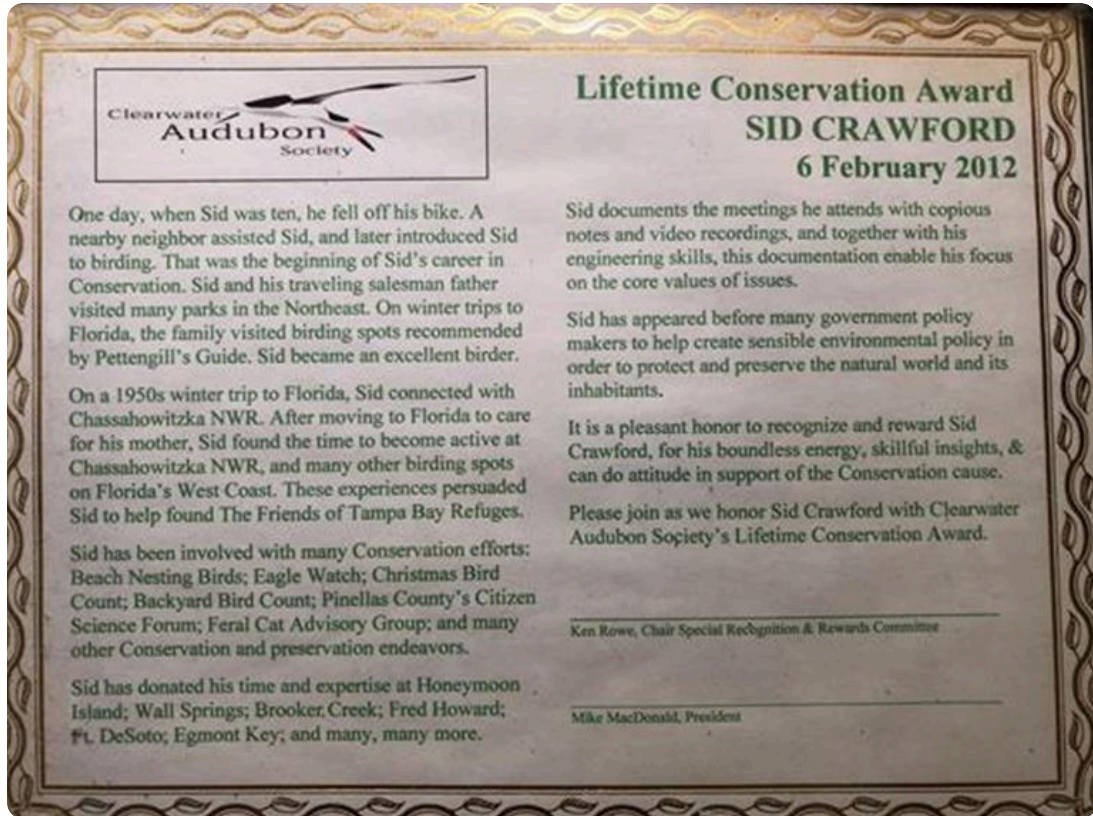 Clearwater
Audubon
Society
Lifetime Conservation Award
SID CRAWFORD
6 February 2012
One day, when Sid was ten, he fell off his bike. A
nearby neighbor assisted Sid, and later introduced Sid
to birding. That was the beginning of Sid's career in
Conservation. Sid and his traveling salesman father
visited many parks in the Northeast. On winter trips to
Florida, the family visited birding spots recommended
by Pettengill's Guide. Sid became an excellent birder.
On a 1950s winter trip to Florida, Sid connected with
Chassahowitzka NWR. After moving to Florida to care
for his mother, Sid found the time to become active at
Chassahowitzka NWR, and many other birding spots
on Florida's West Coast. These experiences persuaded
Sid to help found The Friends of Tampa Bay Refuges.
Sid has been involved with many Conservation efforts:
Beach Nesting Birds; Eagle Watch; Christmas Bird
Count; Backyard Bird Count; Pinellas County's Citizen
Science Forum; Feral Cat Advisory Group; and many
other Conservation and preservation endeavors.
Sid has donated his time and expertise at Honeymoon
Island; Wall Springs; Brooker Creek; Fred Howard;
Ft. DeSoto; Egmont Key; and many, many more.
Sid documents the meetings he attends with copious
notes and video recordings, and together with his
engineering skills, this documentation enable his focus
on the core values of issues.
Sid has appeared before many government policy
makers to help create sensible environmental policy in
order to protect and preserve the natural world and its
inhabitants.
It is a pleasant honor to recognize and reward Sid
Crawford, for his boundless energy, skillful insights, &
can do attitude in support of the Conservation cause.
Please join as we honor Sid Crawford with Clearwater
Audubon Society's Lifetime Conservation Award.
Ken Rowe, Chair Special Recognition & Rewards Committee
Mike MacDonald, President